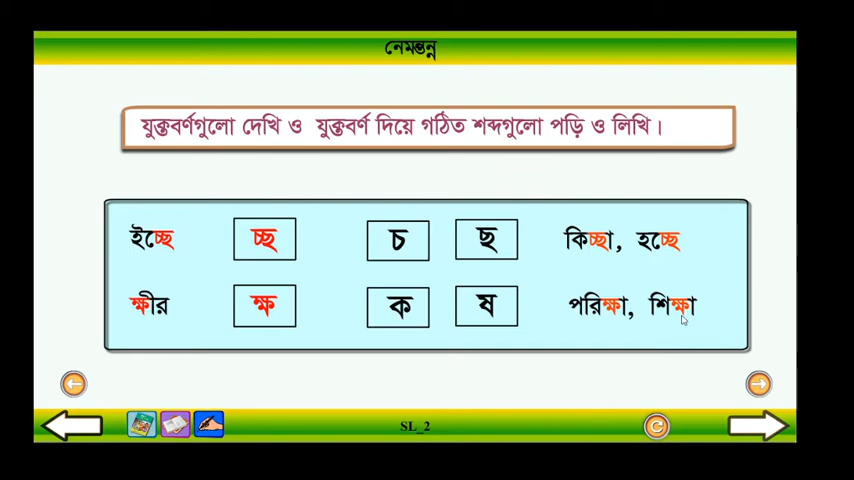 নেমন্তন্ন
যুক্তবর্ণগুলো দেখি ও যুক্তবর্ণ দিয়ে গঠিত শব্দগুলো পড়ি ও লিখি।
ইচ্ছে চ্ছ চ ছ কিচ্ছা, হচ্ছে
ক্ষীর ক্ষ ক ষ পরিক্ষা, শিক্ষা
SL_2